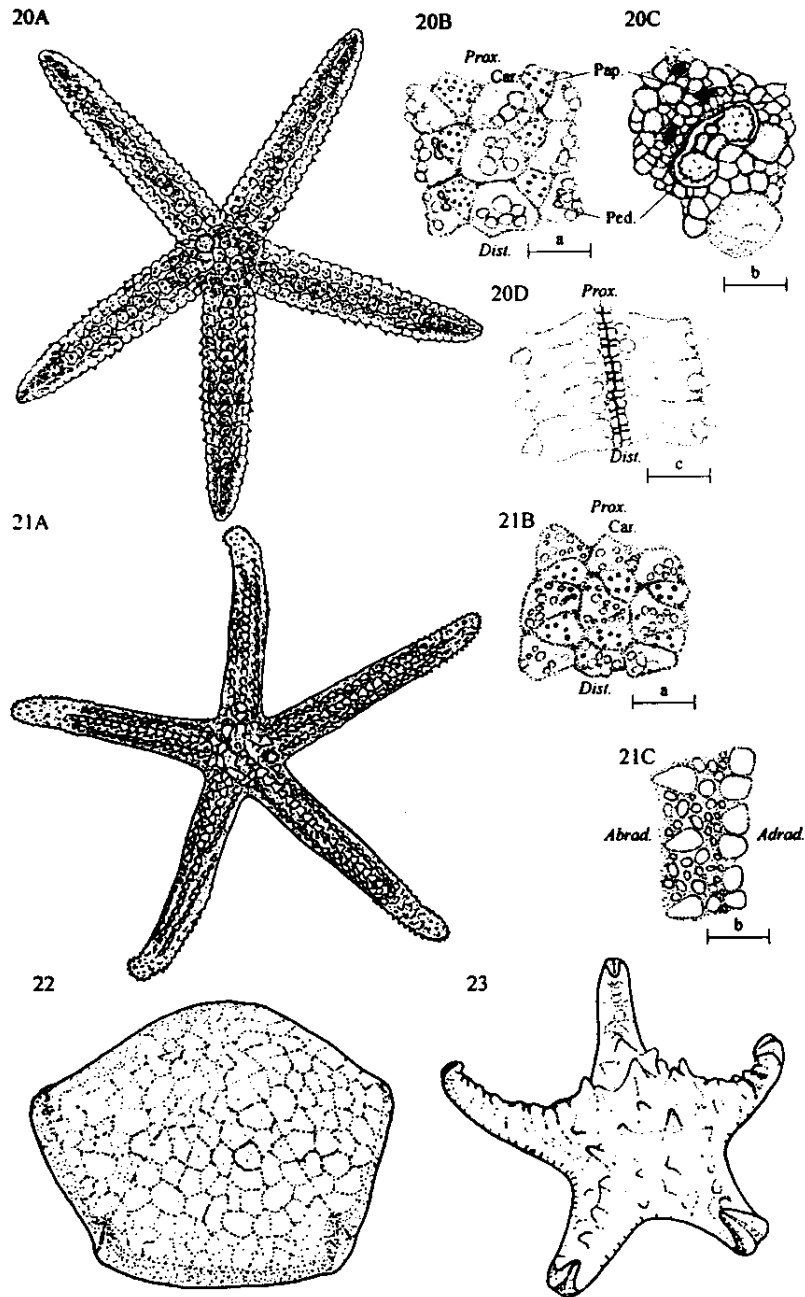 20A
20B
20C
Prox.
Car.
Pap.
Ped.
Dist.
a
b
20D
Prox.
Dist.
c
21A
21B
Prox.
Car.
Dist.
a
21C
Abrad.
Adrad.
b
22
23